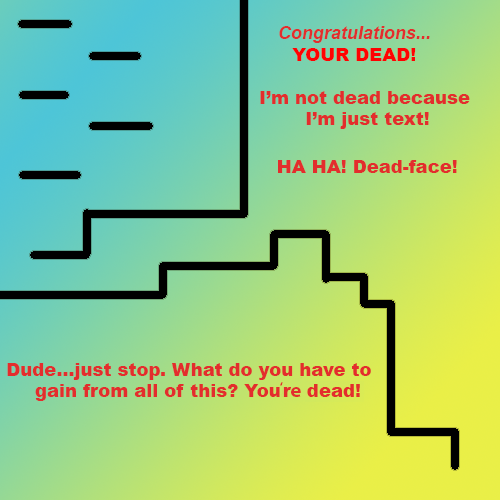 Congratulations...
YOUR DEAD!
I'm not dead because
I'm just text!
HA HA! Dead-face!
Dude...just stop. What do you have to
gain from all of this? You're dead!